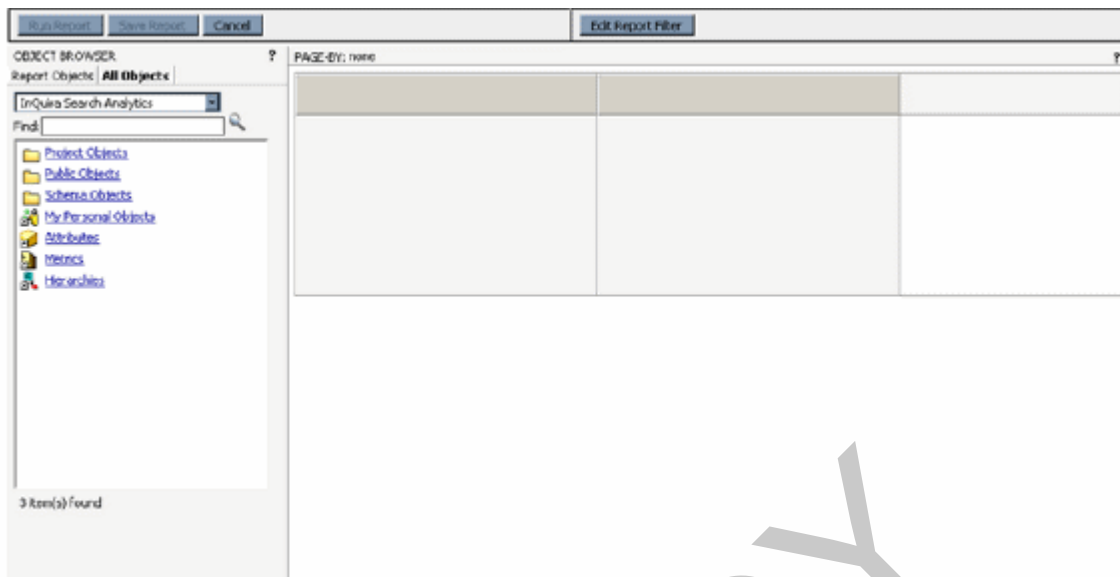 Run Report Save Report Cancel Edit Report Filter
OBJECT BROWSER ?
Report Objects All Objects
InQuira Search Analytics
Find:
Project Objects
Public Objects
Schema Objects
My Personal Objects
Attributes
Metrics
Hierarchies
3 item(s) found
PAGE-BY: none ?
Y